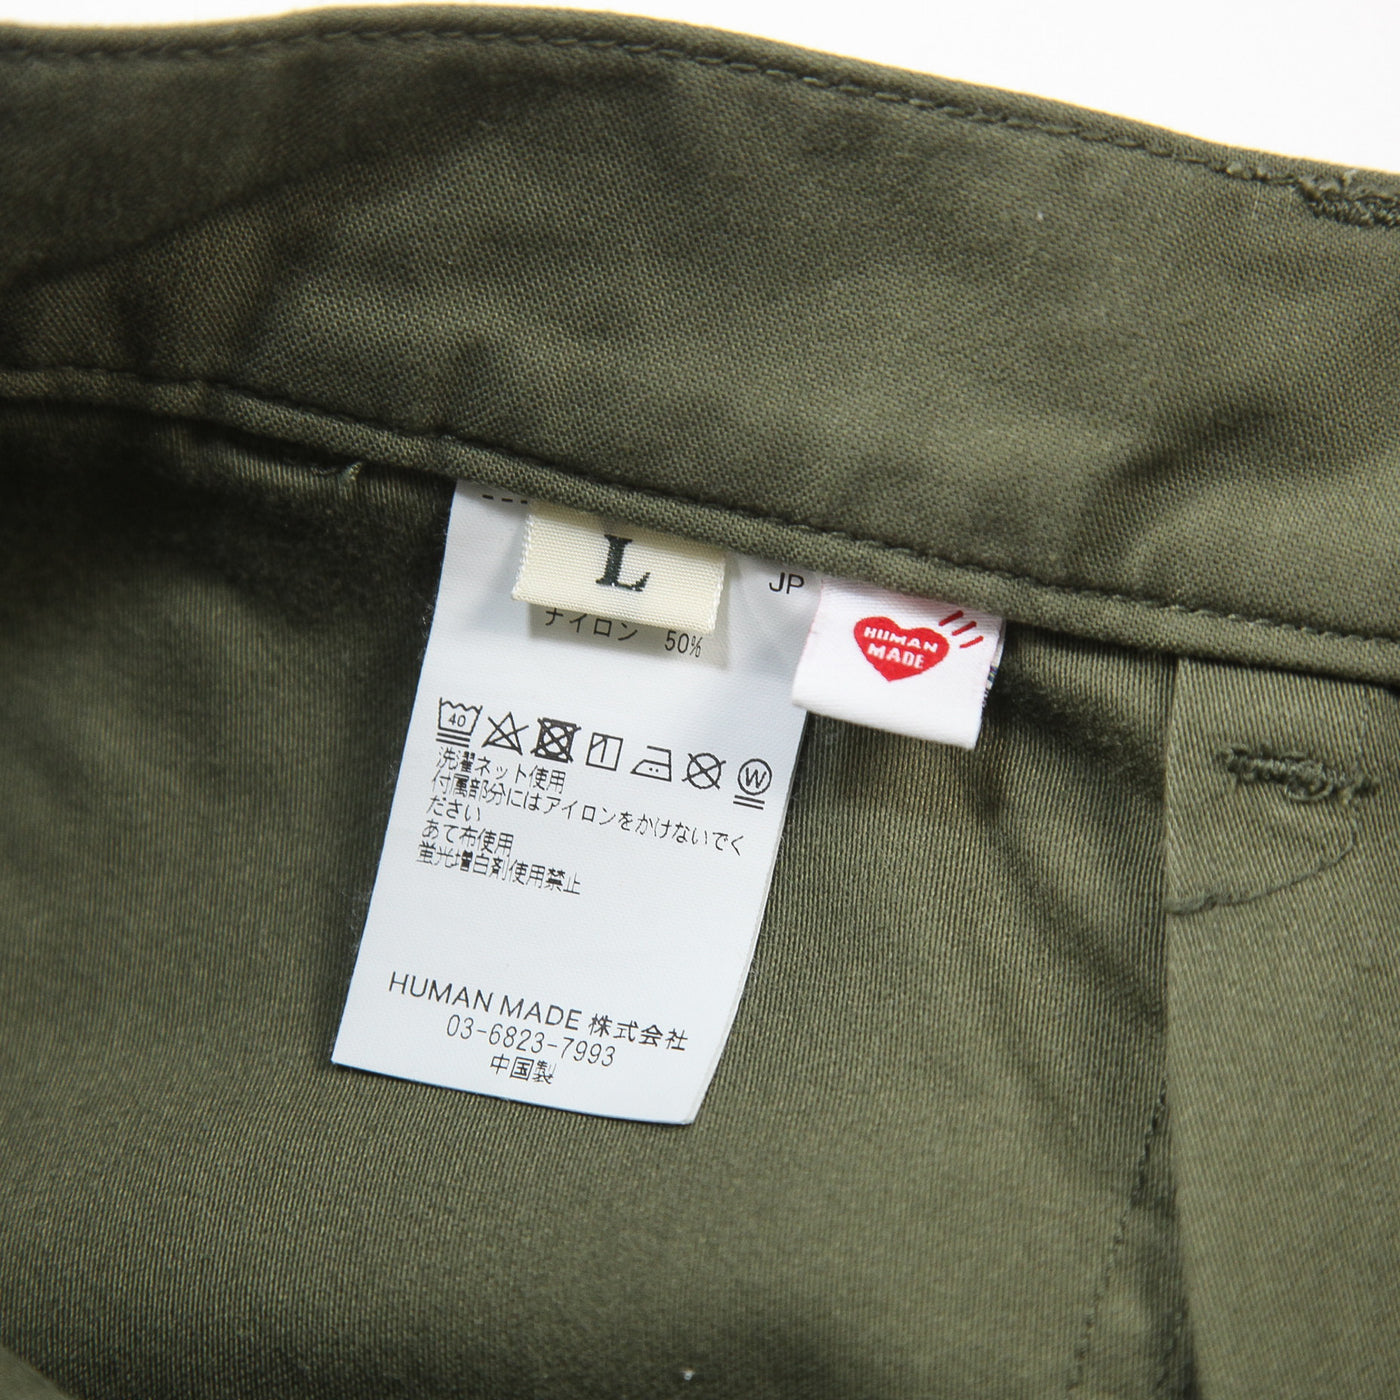 L
JP
ナイロン 50%
HUMAN
MADE
40
W
洗濯ネット使用
付属部分にはアイロンをかけないでく
ださい
あて布使用
蛍光増白剤使用禁止
HUMAN MADE 株式会社
03-6823-7993
中国製